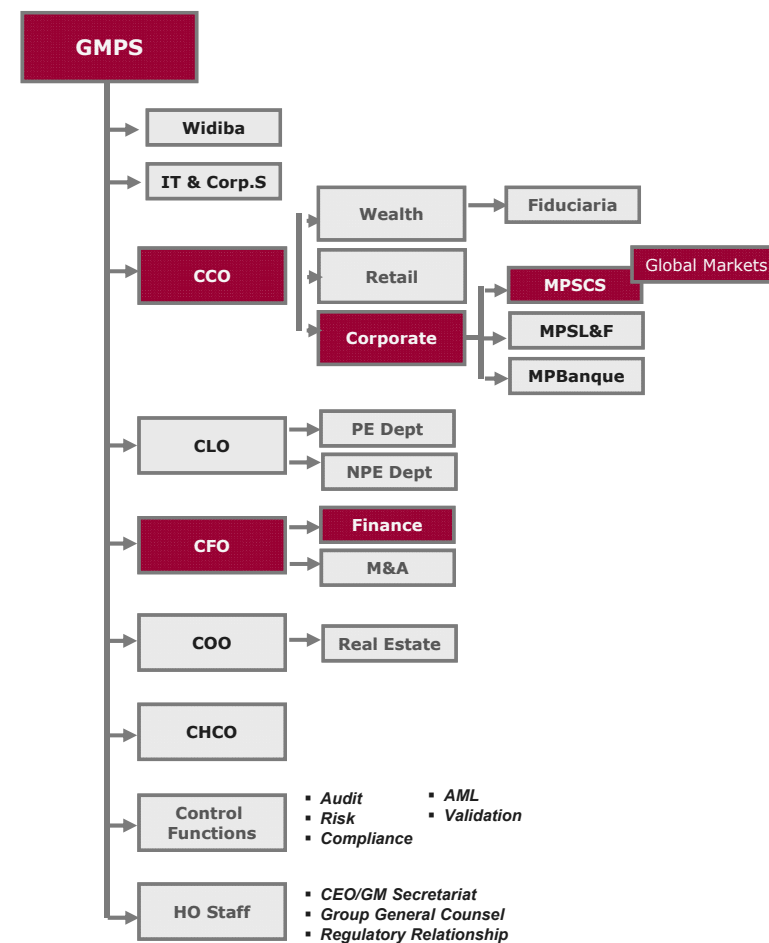 GMPS
Widiba
IT & Corp.S
Wealth
Fiduciaria
CCO
Retail
MPSCS
Global Markets
Corporate
MPSL&F
MPBanque
CLO
PE Dept
NPE Dept
CFO
Finance
M&A
COO
Real Estate
CHCO
Control
Functions
▪ Audit
▪ Risk
▪ Compliance
▪ AML
▪ Validation
HO Staff
▪ CEO/GM Secretariat
▪ Group General Counsel
▪ Regulatory Relationship